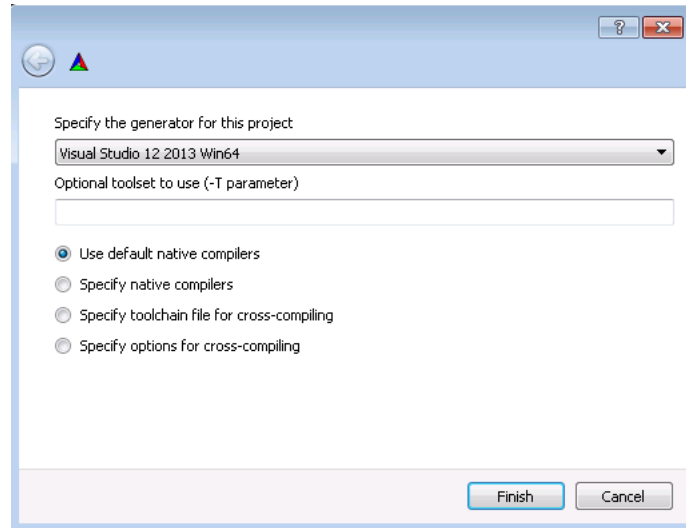 ?
Specify the generator for this project
Visual Studio 12 2013 Win64
Optional toolset to use (-T parameter)
Use default native compilers
Specify native compilers
Specify toolchain file for cross-compiling
Specify options for cross-compiling
Finish Cancel